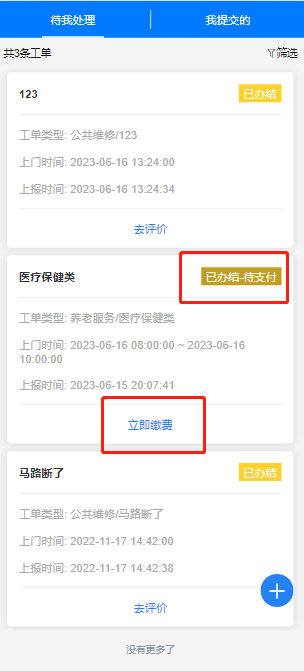 待我处理 我提交的
共3条工单 筛选
123 已办结
工单类型: 公共维修/123
上门时间: 2023-06-16 13:24:00
上报时间: 2023-06-16 13:24:34
去评价
医疗保健类 已办结-待支付
工单类型: 养老服务/医疗保健类
上门时间: 2023-06-16 08:00:00 ~ 2023-06-16
10:00:00
上报时间: 2023-06-15 20:07:41
立即缴费
马路断了 已办结
工单类型: 公共维修/马路断了
上门时间: 2022-11-17 14:42:00
上报时间: 2022-11-17 14:42:38
去评价
没有更多了